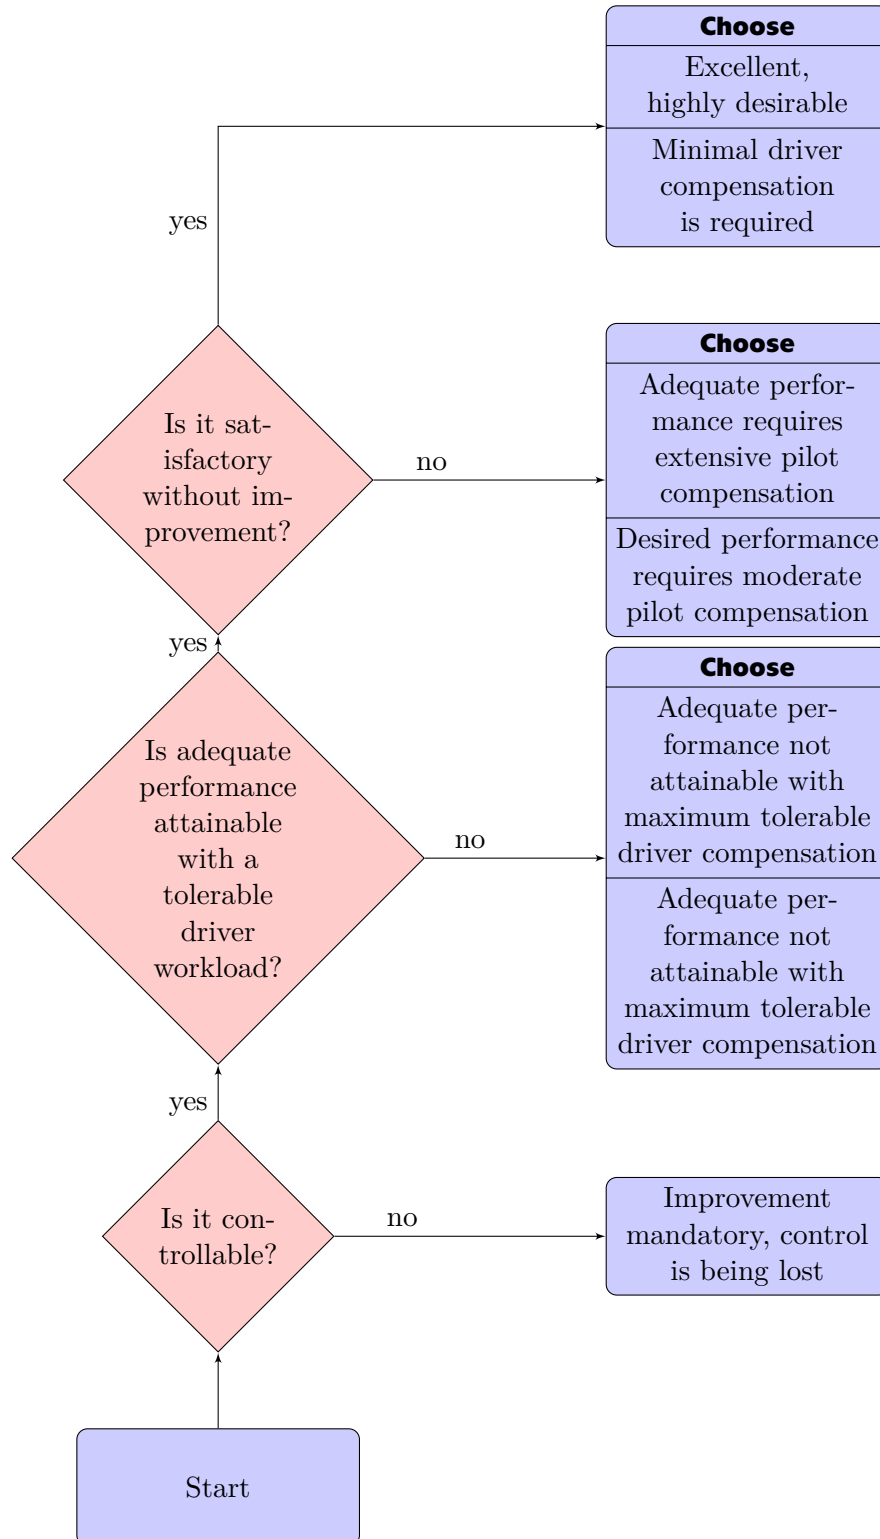 Choose
Excellent,
highly desirable
Minimal driver
compensation
is required
yes
Choose
Adequate perfor-
mance requires
extensive pilot
compensation
Desired performance
requires moderate
pilot compensation
Is it sat-
isfactory
without im-
provement?
no
yes
Choose
Adequate per-
formance not
attainable with
maximum tolerable
driver compensation
Adequate per-
formance not
attainable with
maximum tolerable
driver compensation
Is adequate
performance
attainable
with a
tolerable
driver
workload?
no
yes
Is it con-
trollable?
no
Improvement
mandatory, control
is being lost
Start